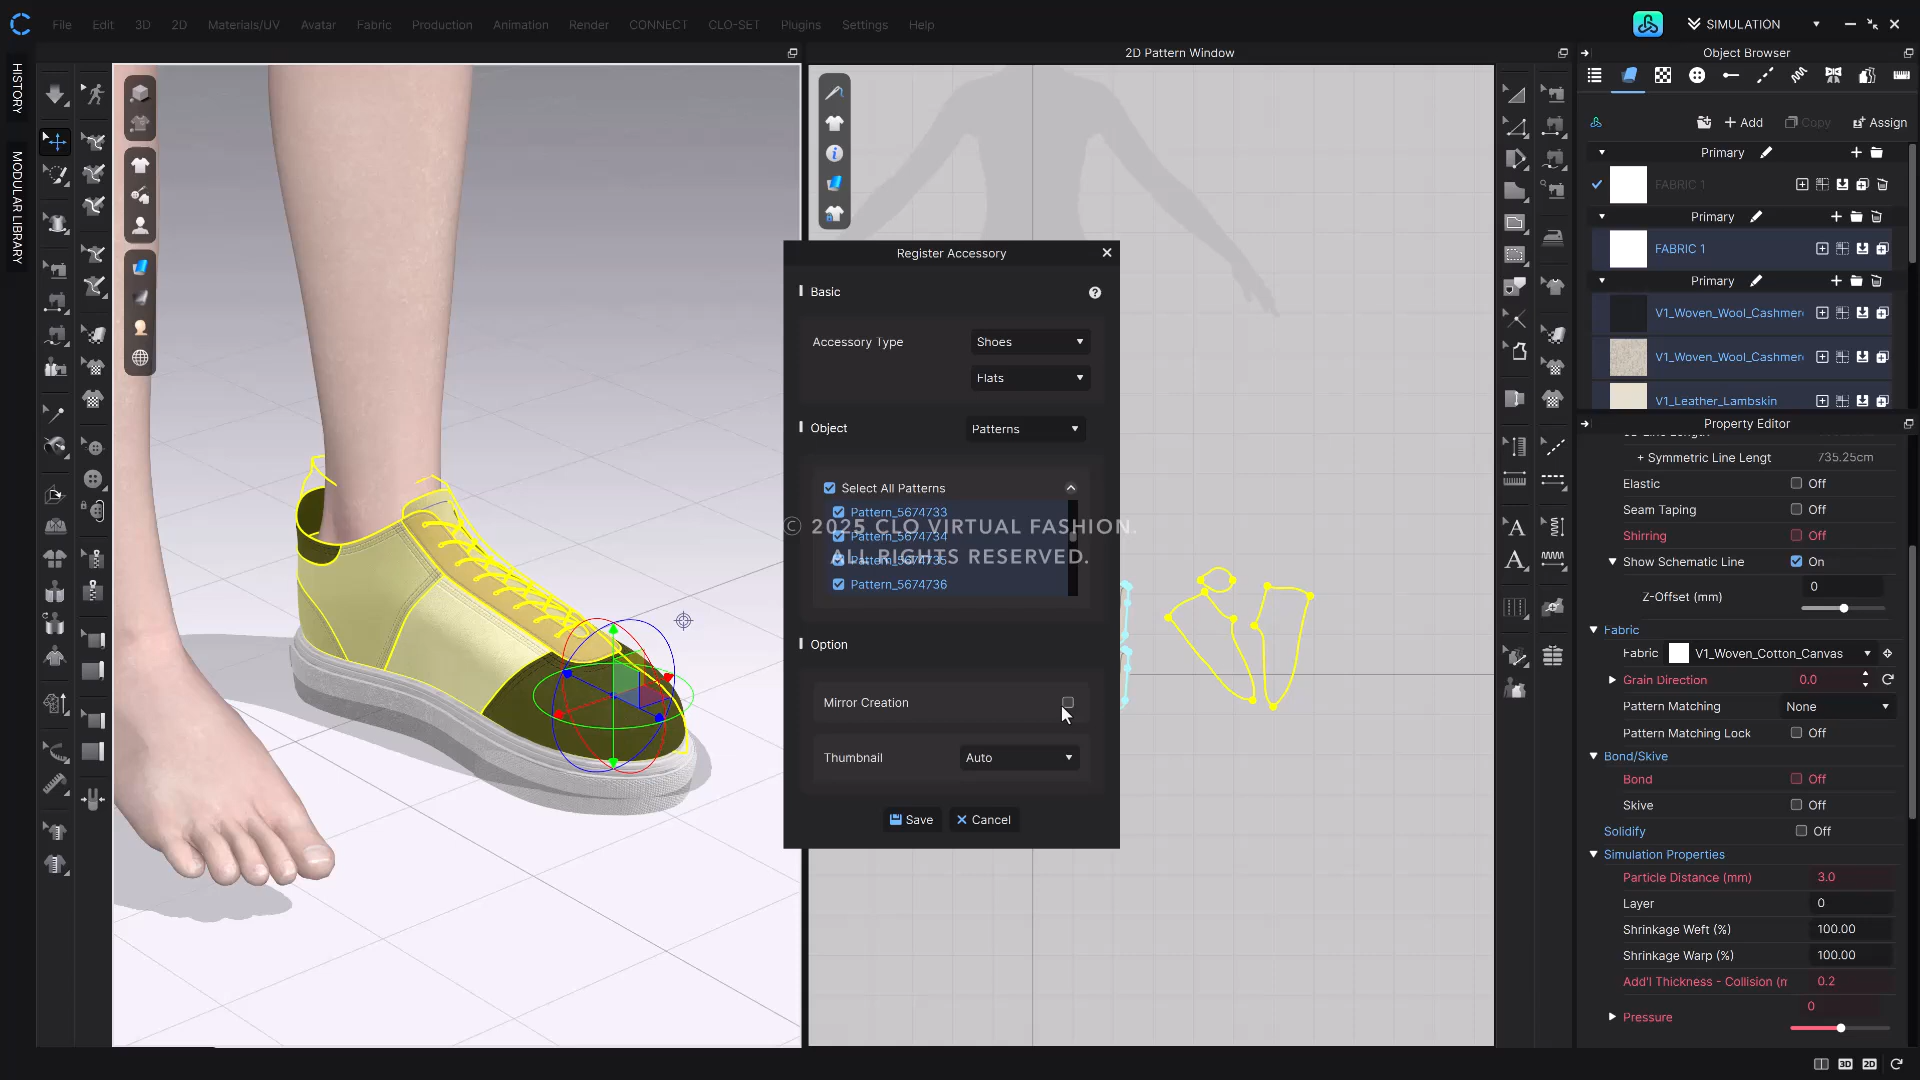 File Edit 3D 2D Materials/UV Avatar Fabric Production Animation Render CONNECT CLO-SET Plugins Settings Help
SIMULATION
HISTORY
MODULAR LIBRARY
2D Pattern Window
Object Browser
+ Add Copy Assign
Primary
FABRIC 1
Primary
FABRIC 1
Primary
V1_Woven_Wool_Cashmer
V1_Woven_Wool_Cashmer
V1_Leather_Lambskin
Register Accessory
Basic
Accessory Type Shoes
Flats
Object Patterns
Select All Patterns
Pattern_5674733
Pattern_5674734
Pattern_5674735
Pattern_5674736
© 2025 CLO VIRTUAL FASHION.
ALL RIGHTS RESERVED.
Option
Mirror Creation
Thumbnail Auto
Save Cancel
Property Editor
+ Symmetric Line Lengt 735.25cm
Elastic Off
Seam Taping Off
Shirring Off
Show Schematic Line On
0
Z-Offset (mm)
Fabric
Fabric V1_Woven_Cotton_Canvas
Grain Direction 0.0
Pattern Matching None
Pattern Matching Lock Off
Bond/Skive
Bond Off
Skive Off
Solidify Off
Simulation Properties
Particle Distance (mm) 3.0
Layer 0
Shrinkage Weft (%) 100.00
Shrinkage Warp (%) 100.00
Add'l Thickness - Collision (m 0.2
0
Pressure
3D 2D